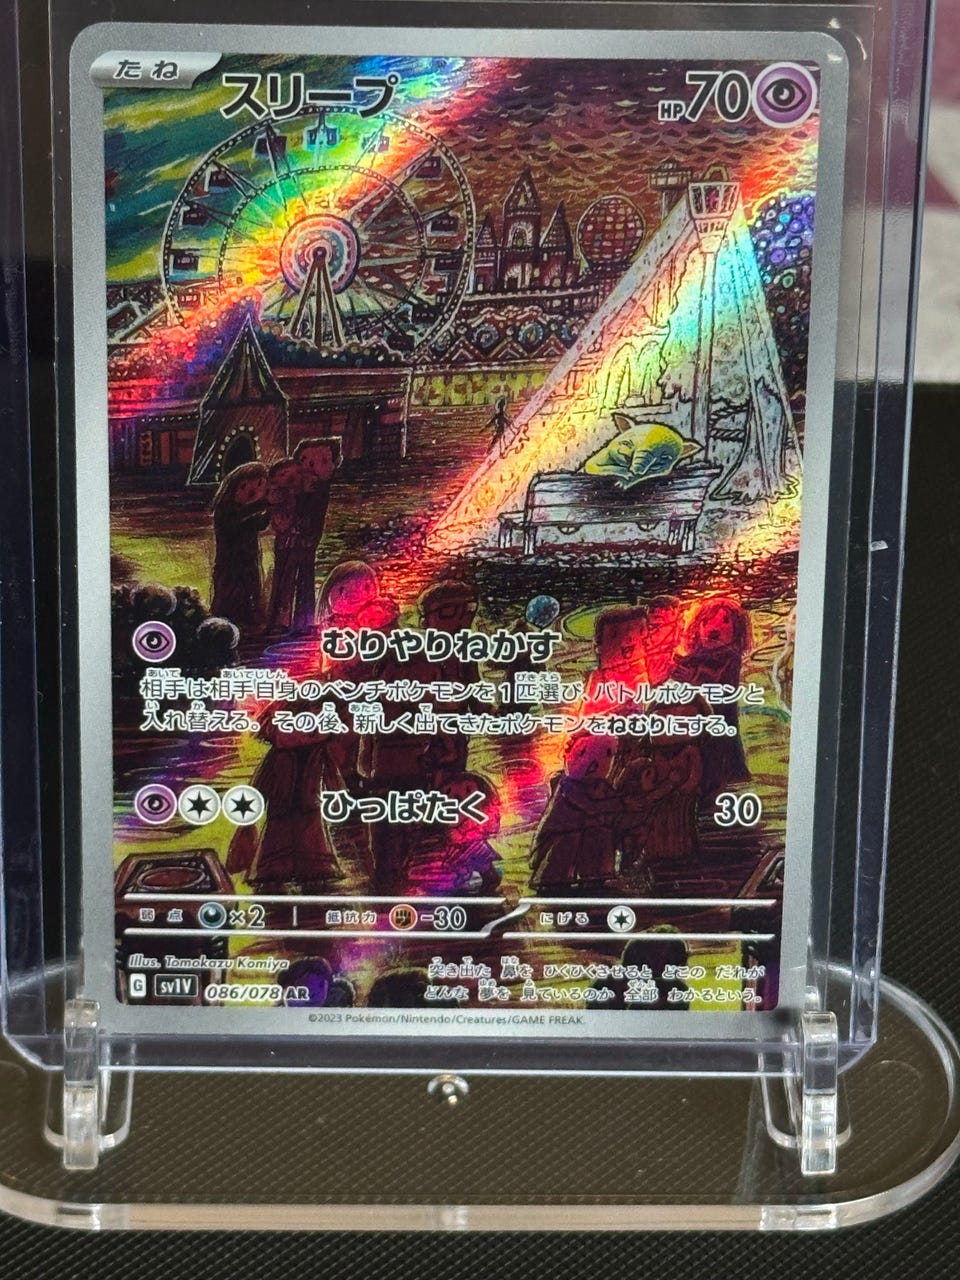 たね
スリープ
HP70
むりやりねかす
相手は相手自身のベンチポケモンを1匹選び、バトルポケモンと
入れ替える。その後、新しく出てきたポケモンをねむりにする。
ひっぱたく 30
弱点 ×2 抵抗力 -30 にげる
Illus. Tomokazu Komiya
G sv1V 086/078 AR
突き出た 鼻を ひくひくさせると どこの だれが
どんな 夢を 見ているのか 全部 わかるという。
©2023 Pokémon/Nintendo/Creatures/GAME FREAK.